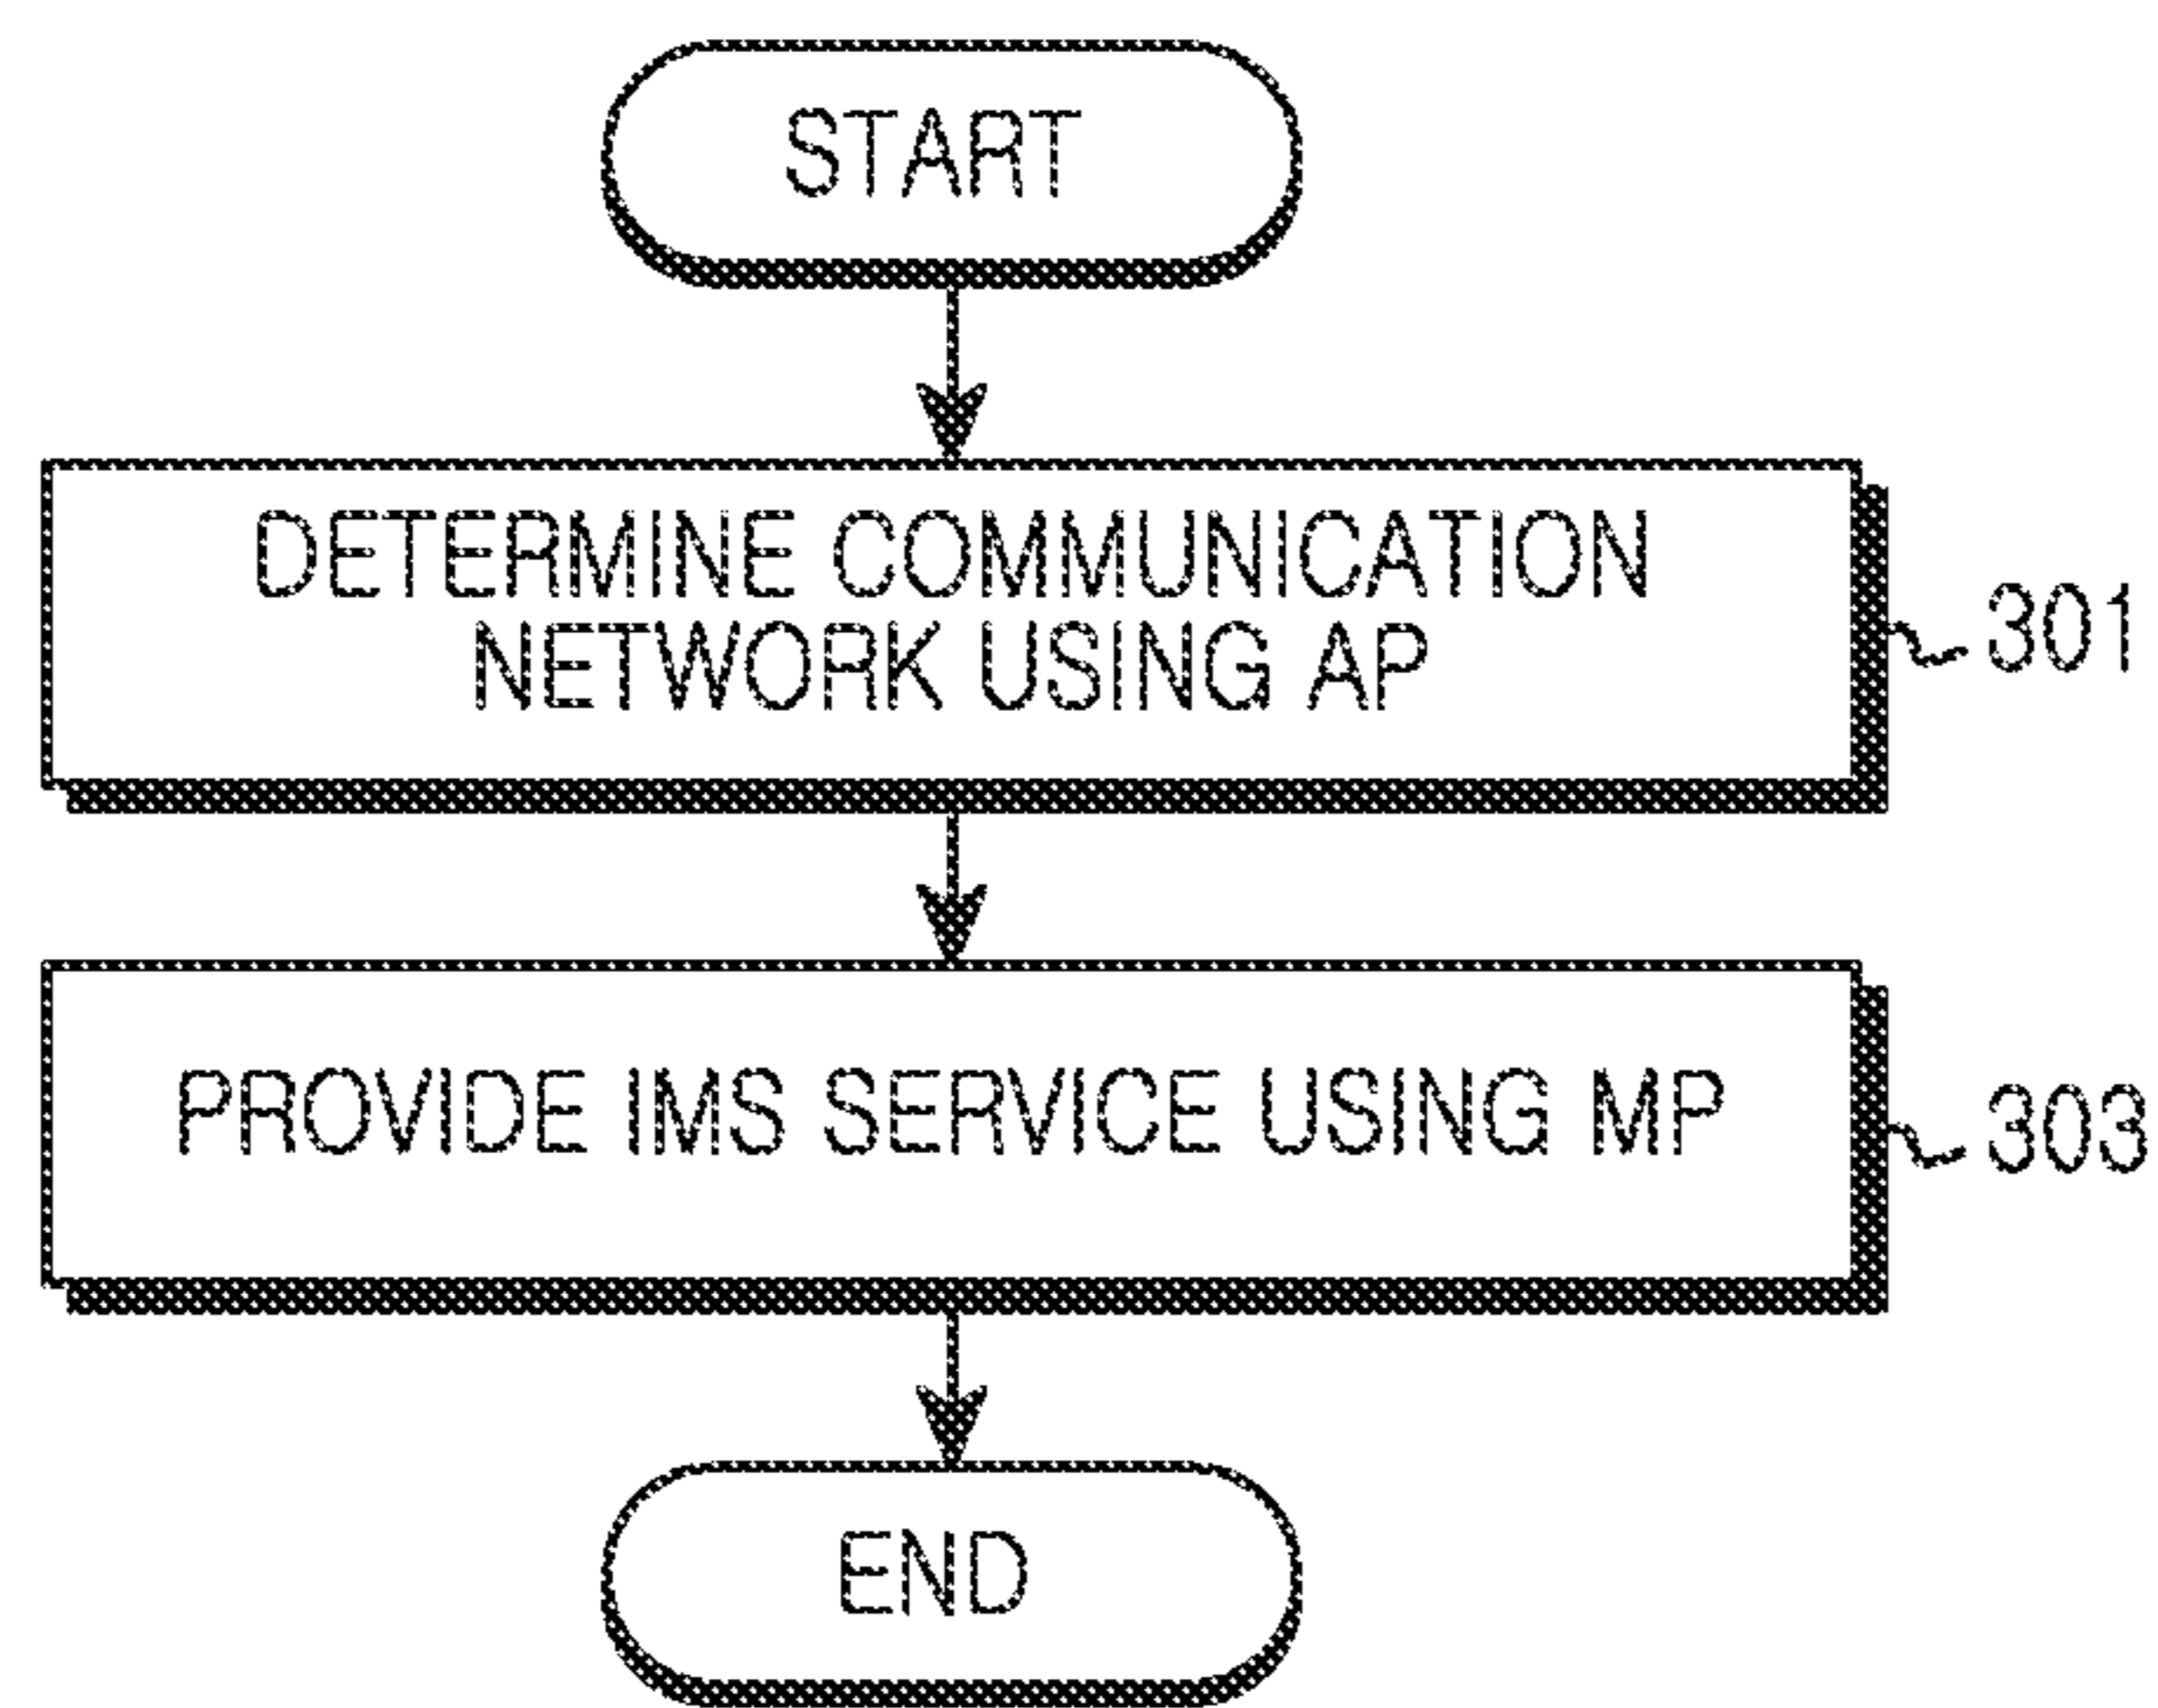 START
DETERMINE COMMUNICATION
NETWORK USING AP
301
PROVIDE IMS SERVICE USING MP
303
END